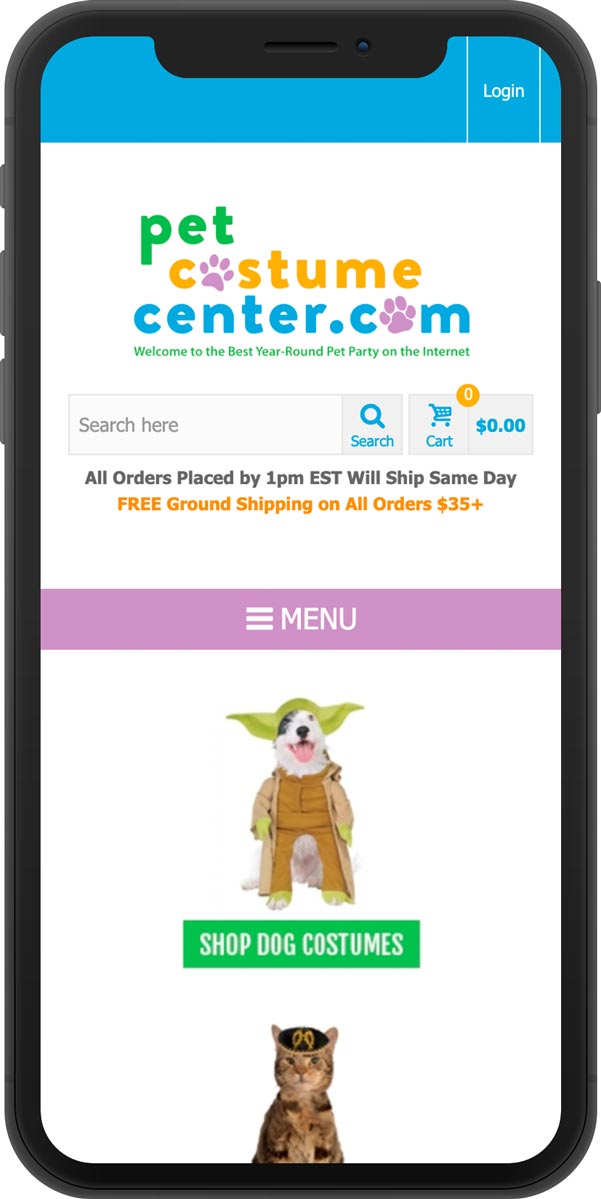 Login
pet
costume
center.com
Welcome to the Best Year-Round Pet Party on the Internet
Search here
Search
0
Cart
$0.00
All Orders Placed by 1pm EST Will Ship Same Day
FREE Ground Shipping on All Orders $35+
MENU
SHOP DOG COSTUMES